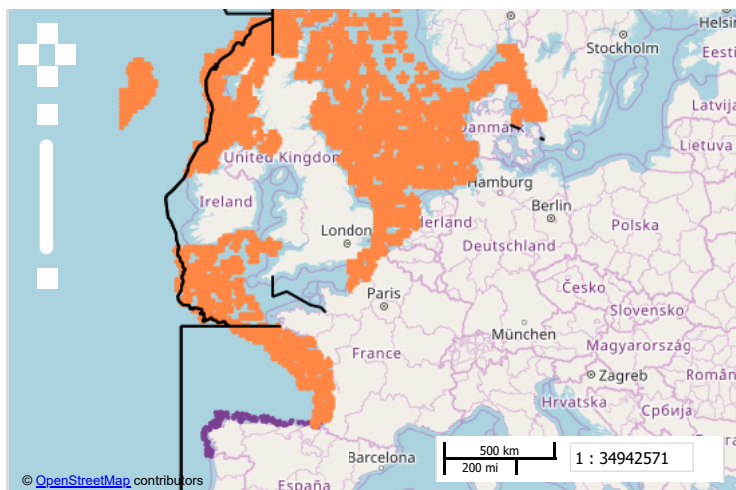 Helsin
Stockholm
Eesti
Latvija
Danmark
Lietuva
United Kingdom
Hamburg
Ireland
Berlin
Polska
London
derland
Deutschland
Česko
Paris
Slovensko
München
Magyarország
France
Zagreb
Român
Hrvatska
Србија
Barcelona
500 km
200 mi
1 : 34942571
© OpenStreetMap contributors
España